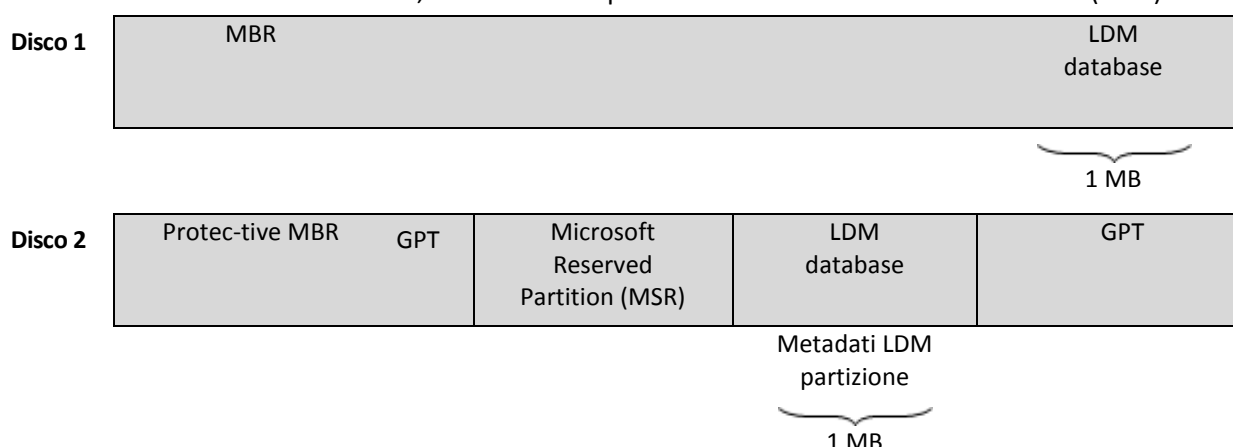 Disco 1
MBR
LDM
database
1 MB
Disco 2
Protec-tive MBR
GPT
Microsoft
Reserved
Partition (MSR)
LDM
database
GPT
Metadati LDM
partizione
1 MB